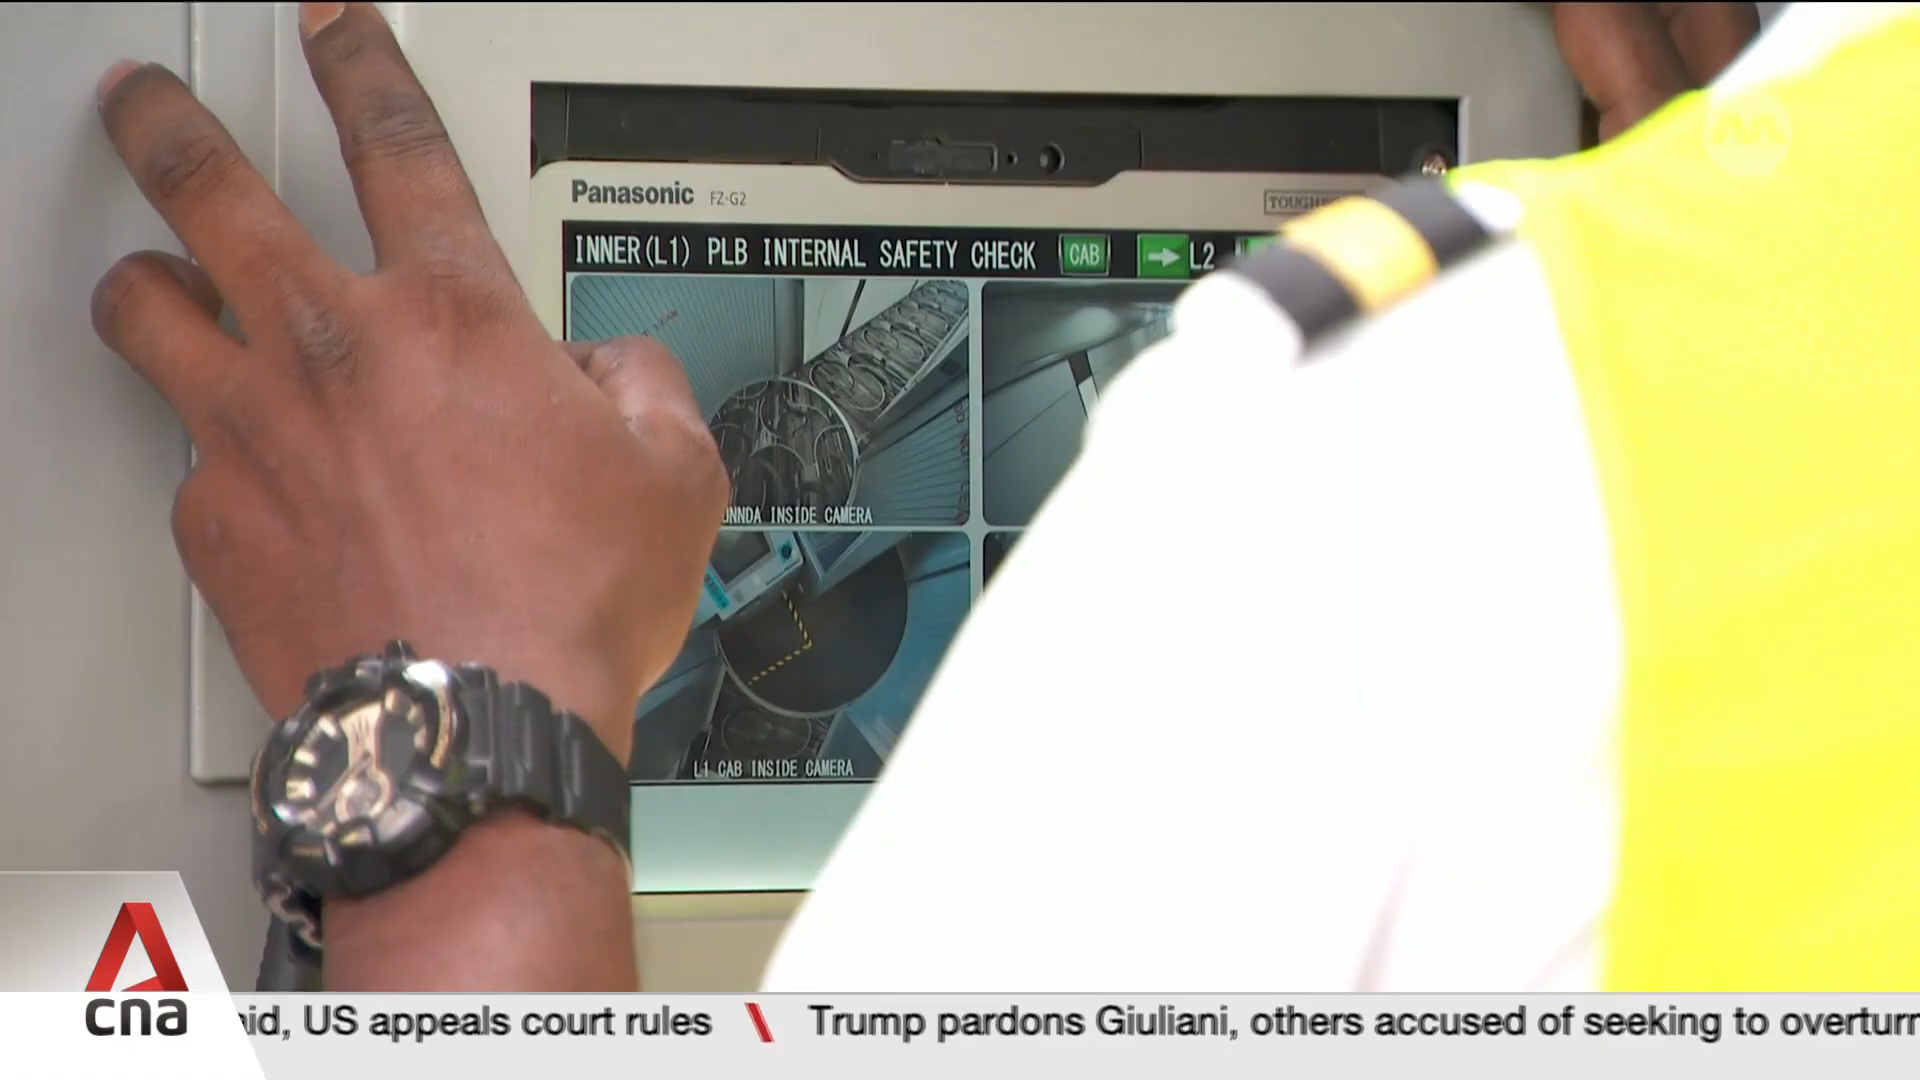 Panasonic FZ-G2
INNER(L1) PLB INTERNAL SAFETY CHECK CAB L2
INSIDE CAMERA
L1 CAB INSIDE CAMERA
cna
US appeals court rules Trump pardons Giuliani, others accused of seeking to